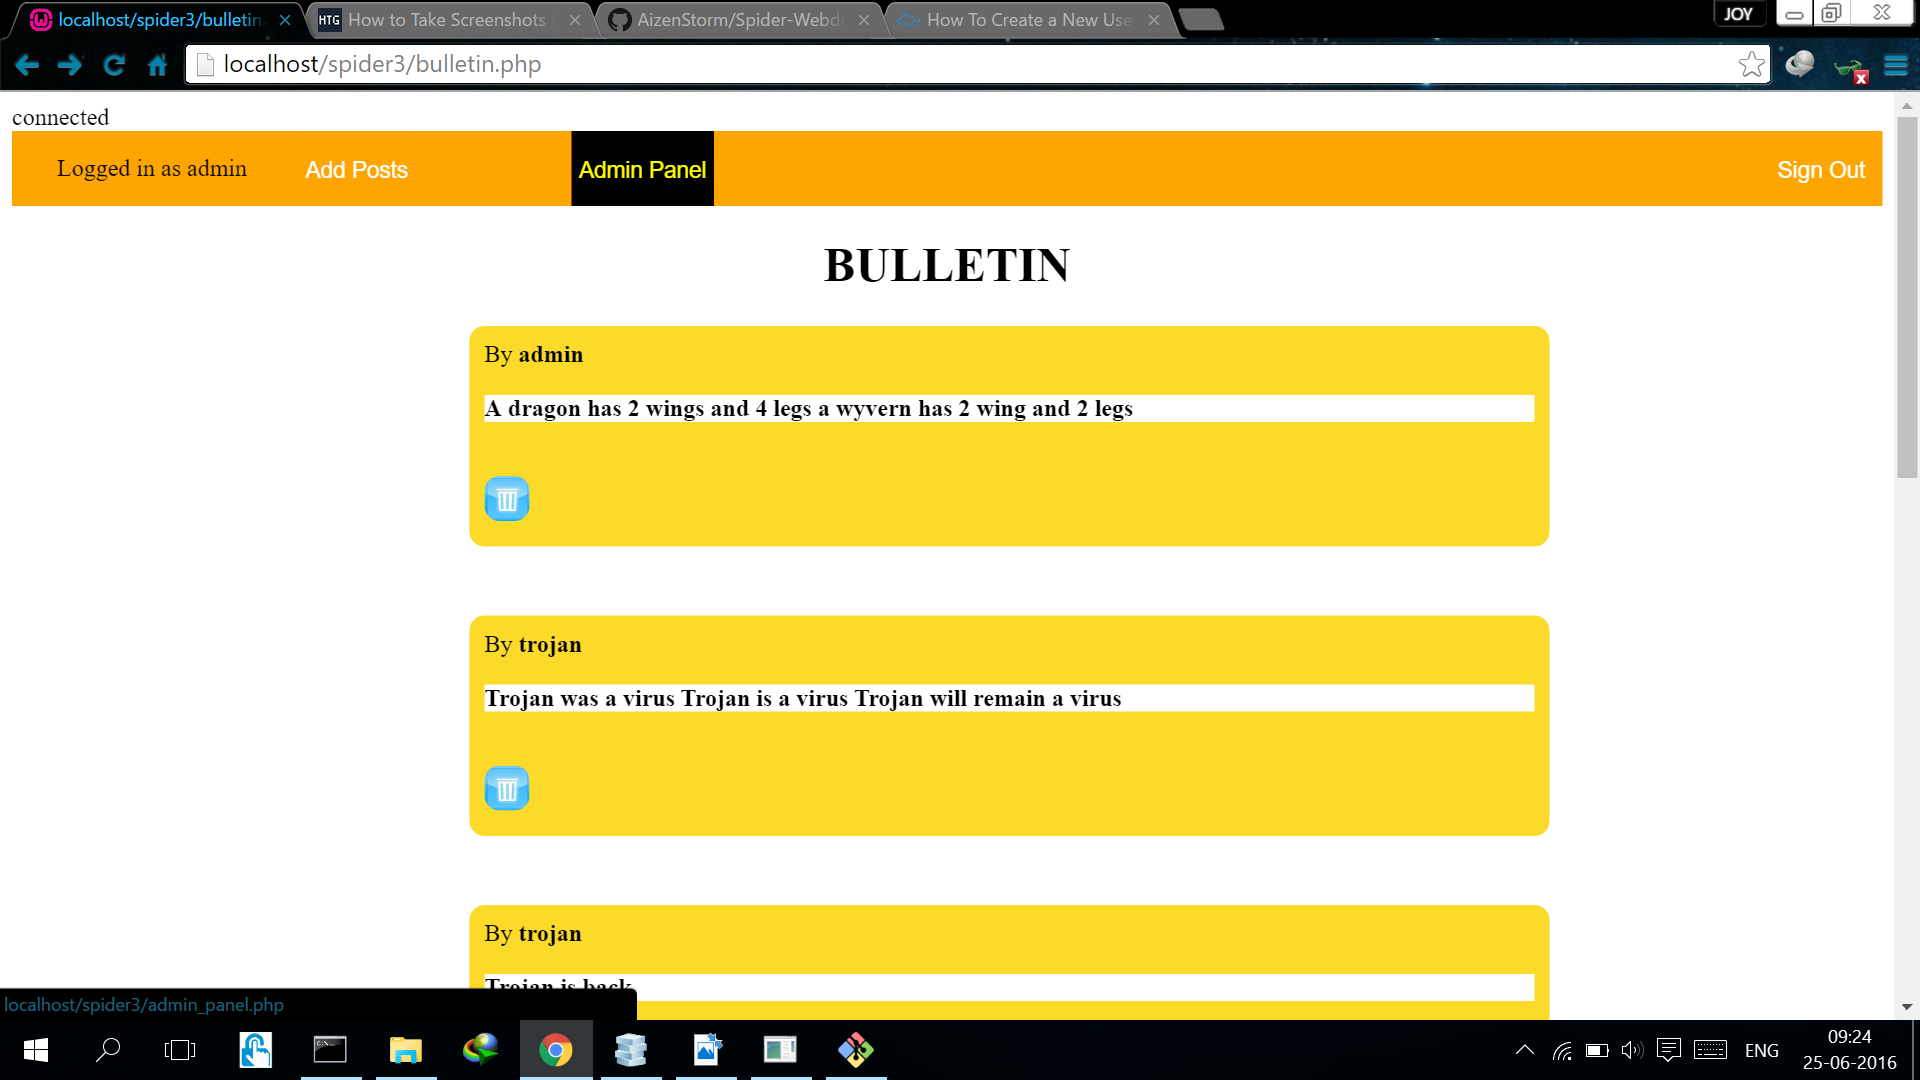 localhost/spider3/bulletin
How to Take Screenshots
AizenStorm/Spider-Webd
How To Create a New Use
JOY
localhost/spider3/bulletin.php
connected
Logged in as admin Add Posts Admin Panel Sign Out
BULLETIN
By admin
A dragon has 2 wings and 4 legs a wyvern has 2 wing and 2 legs
By trojan
Trojan was a virus Trojan is a virus Trojan will remain a virus
By trojan
Trojan is back
localhost/spider3/admin_panel.php
ENG
09:24
25-06-2016